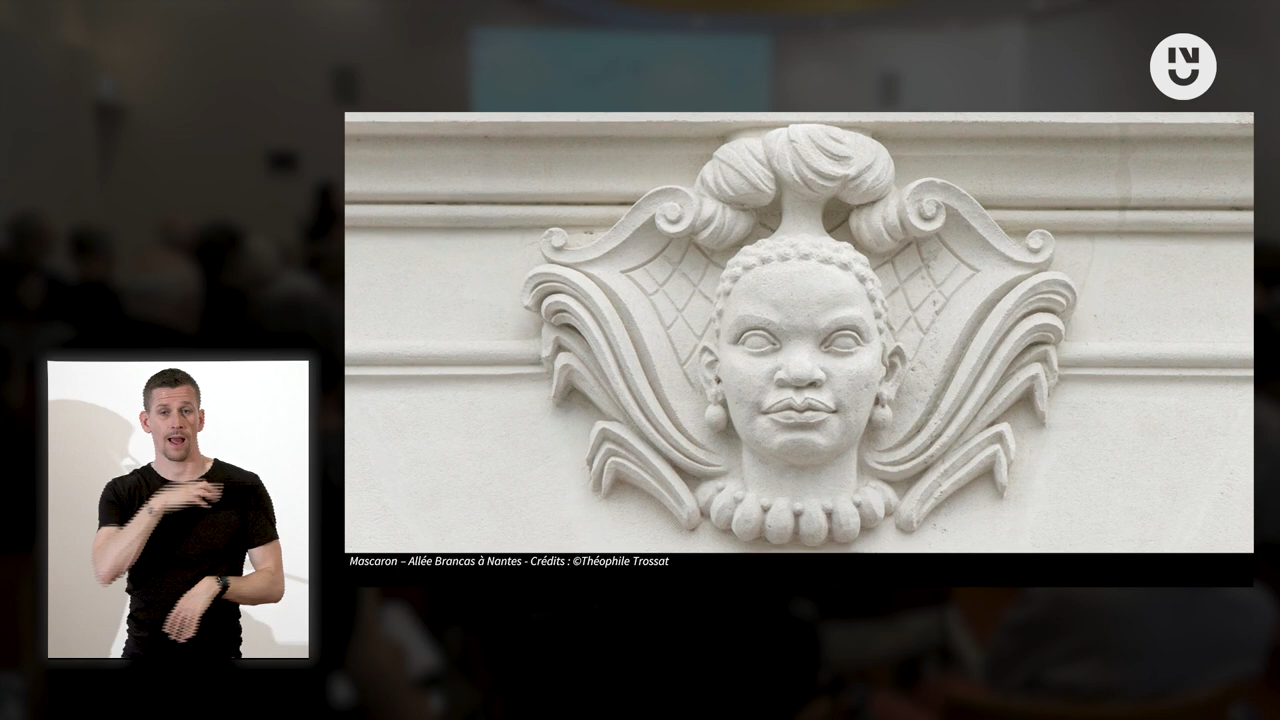 Mascaron – Allée Brancas à Nantes - Crédits : ©Théophile Trossat